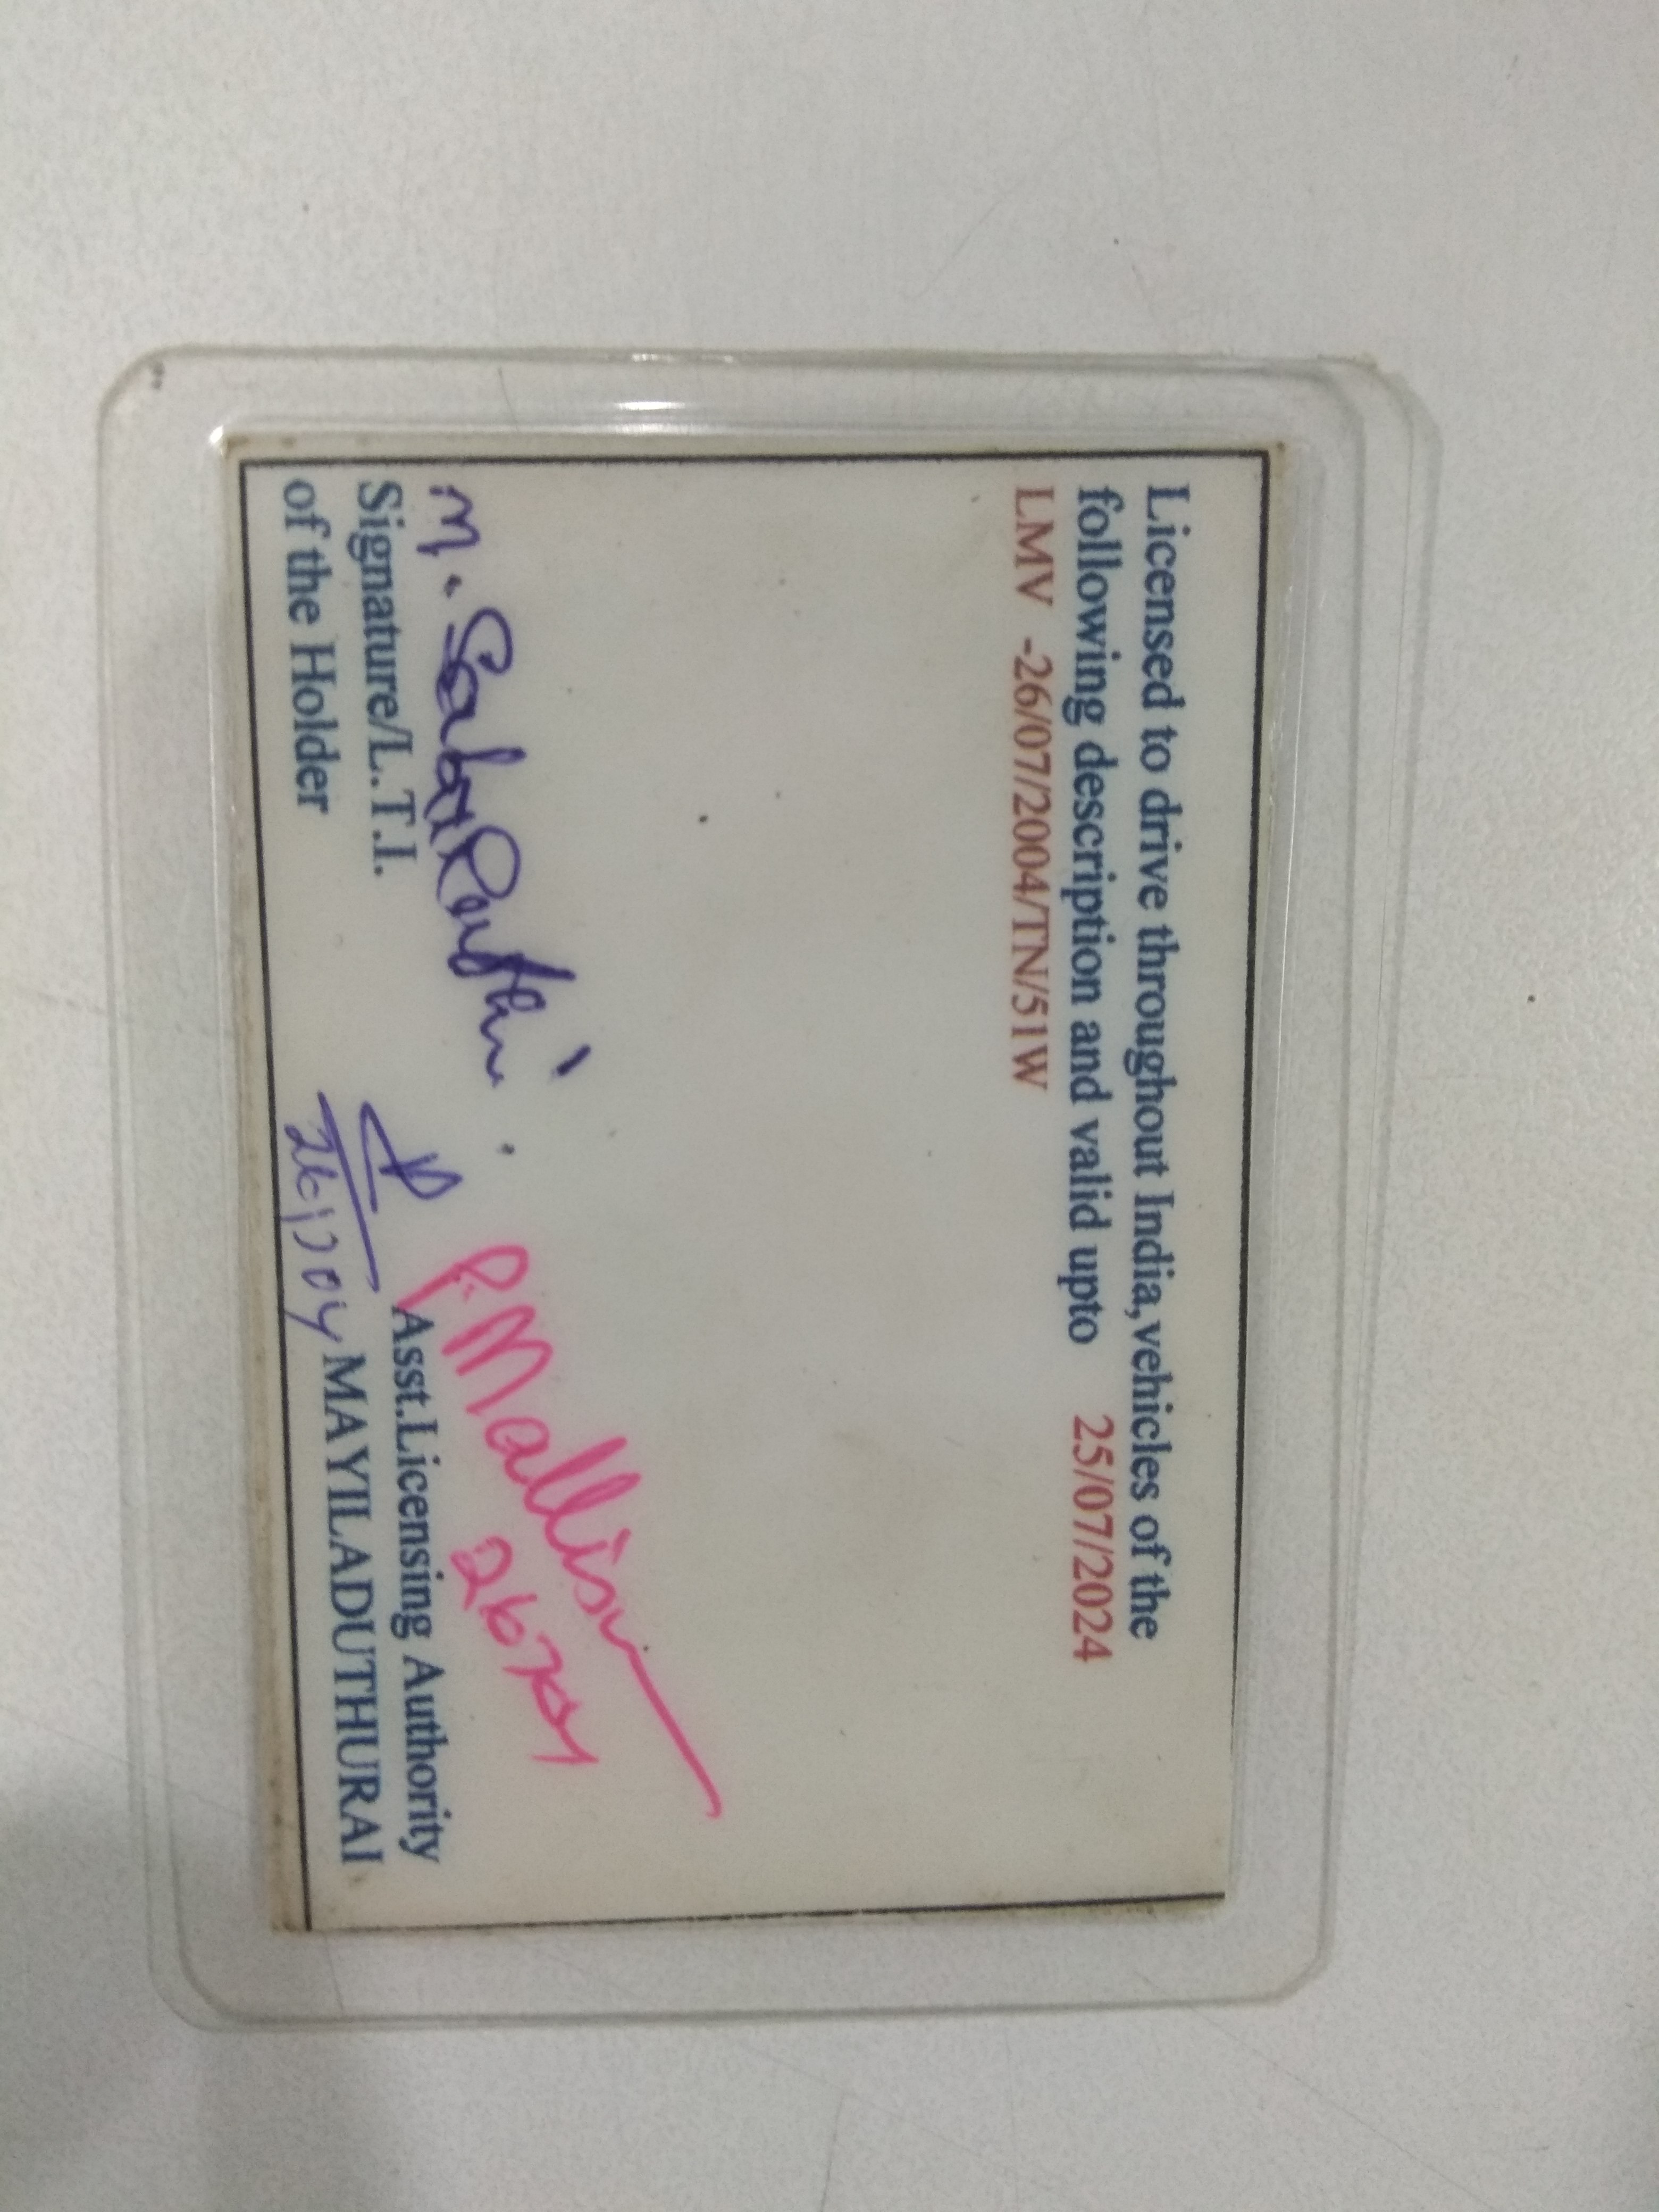 Licensed to drive throughout India,vehicles of the
following description and valid upto 25/07/2024
LMV -26/07/2004/TN/51W
Signature/L.T.I.
of the Holder
P. Mallisu
Asst.Licensing Authority
MAYILADUTHURAI